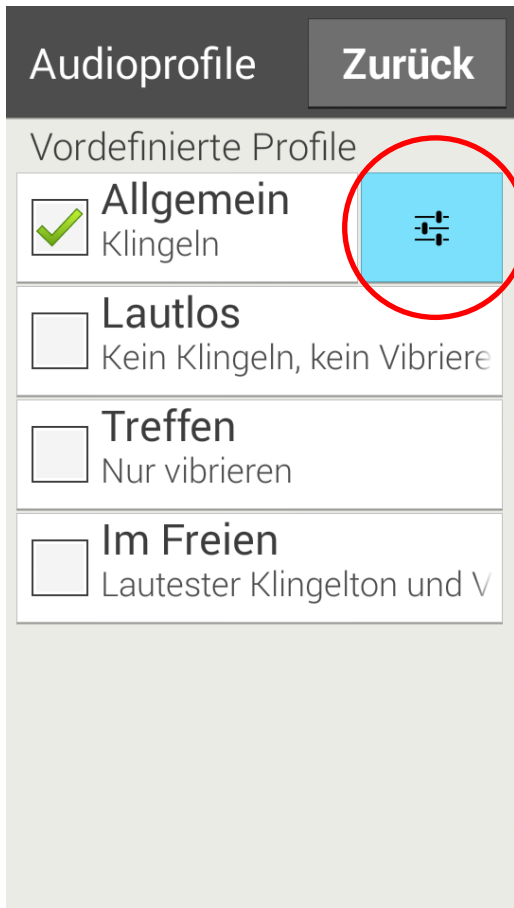 Audioprofile Zurück
Vordefinierte Profile
Allgemein
Klingeln
Lautlos
Kein Klingeln, kein Vibriere
Treffen
Nur vibrieren
Im Freien
Lautester Klingelton und V